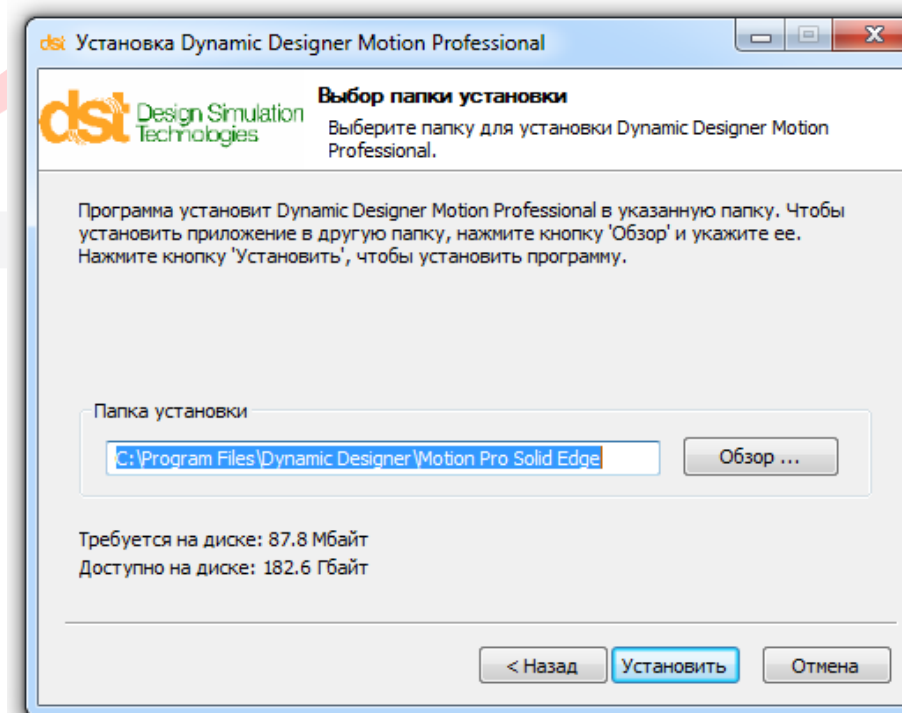 dst Установка Dynamic Designer Motion Professional
dst Design Simulation Technologies
Выбор папки установки
Выберите папку для установки Dynamic Designer Motion
Professional.
Программа установит Dynamic Designer Motion Professional в указанную папку. Чтобы
установить приложение в другую папку, нажмите кнопку 'Обзор' и укажите ее.
Нажмите кнопку 'Установить', чтобы установить программу.
Папка установки
C:\Program Files\Dynamic Designer\Motion Pro Solid Edge
Обзор ...
Требуется на диске: 87.8 Мбайт
Доступно на диске: 182.6 Гбайт
< Назад
Установить
Отмена